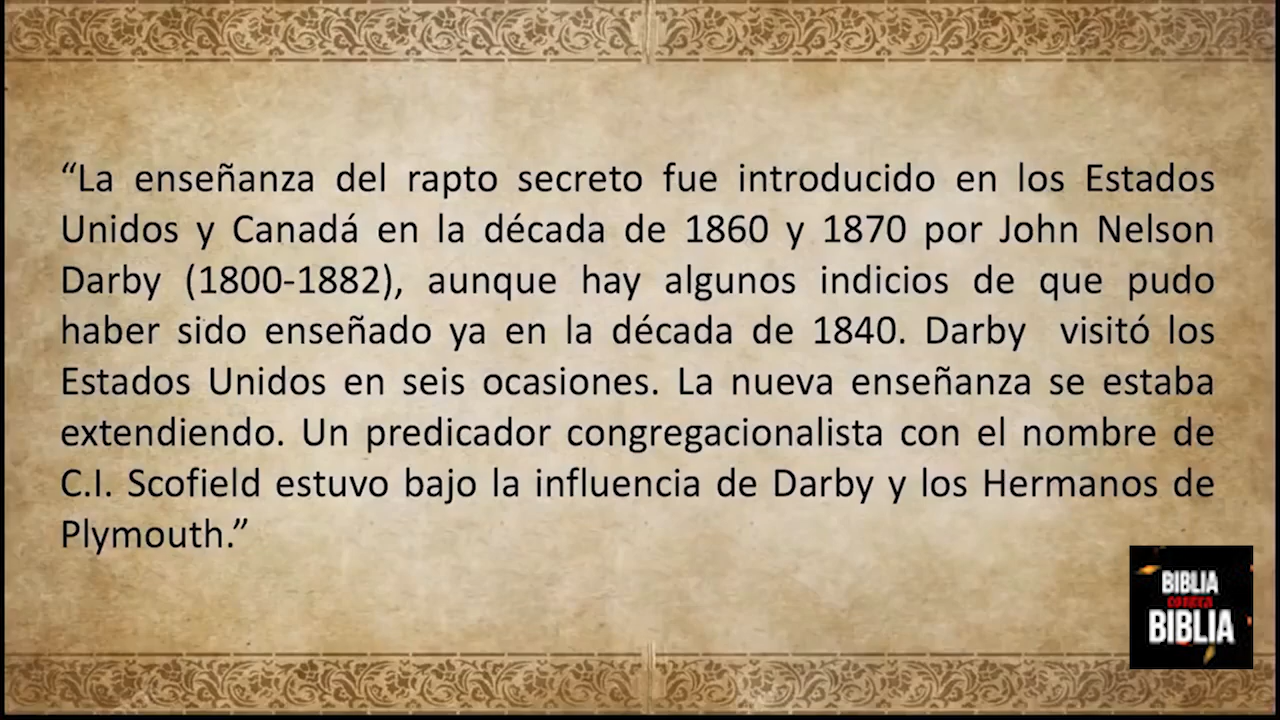 “La enseñanza del rapto secreto fue introducido en los Estados
Unidos y Canadá en la década de 1860 y 1870 por John Nelson
Darby (1800-1882), aunque hay algunos indicios de que pudo
haber sido enseñado ya en la década de 1840. Darby visitó los
Estados Unidos en seis ocasiones. La nueva enseñanza se estaba
extendiendo. Un predicador congregacionalista con el nombre de
C.I. Scofield estuvo bajo la influencia de Darby y los Hermanos de
Plymouth.”
BIBLIA
BIBLIA